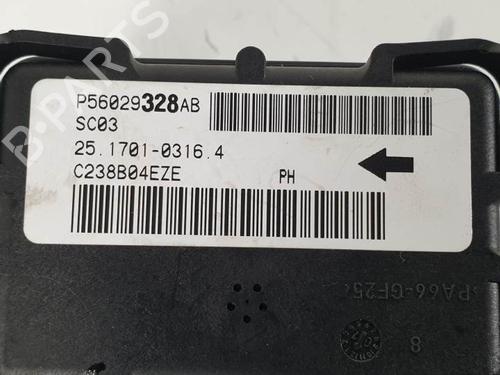 P56029328AB
SC03
25.1701-0316.4
C238B04EZE PH
B-PARTS
PA66-GF25
8